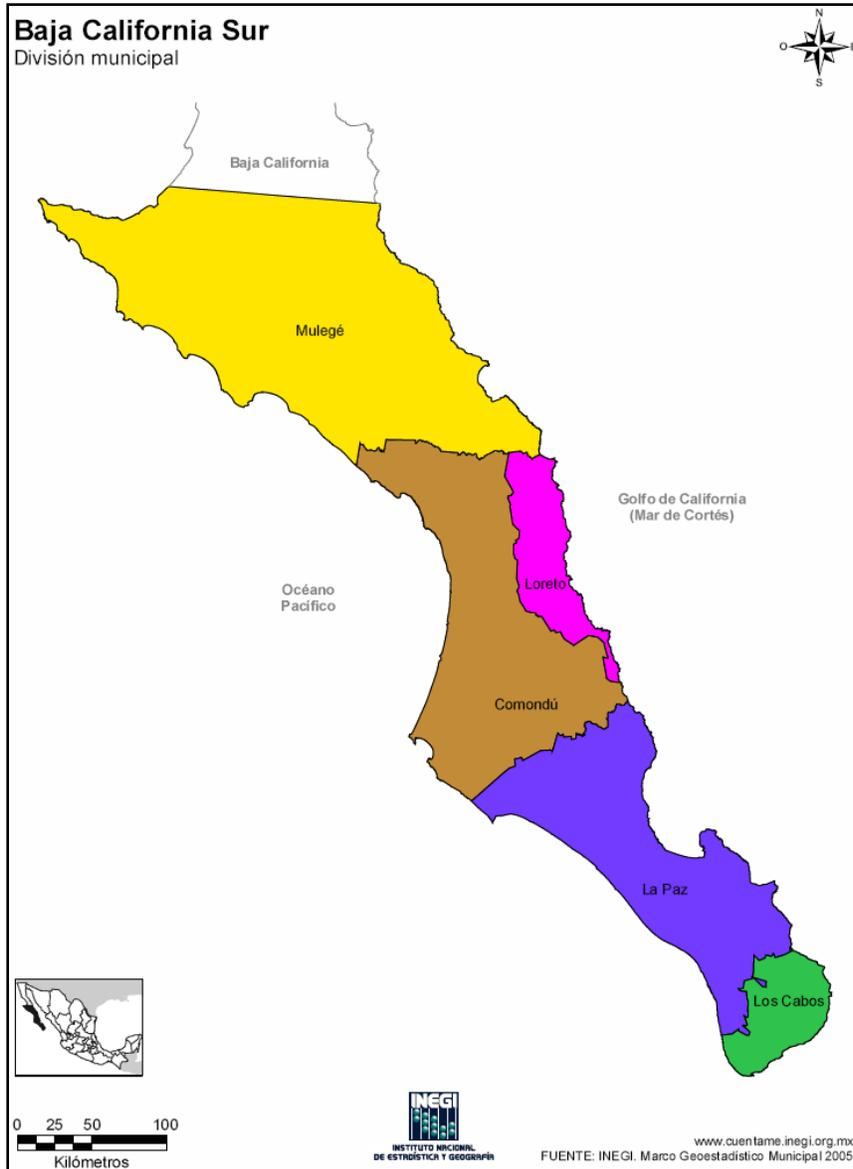 Baja California Sur
División municipal
N
O
S
Baja California
Mulegé
Golfo de California
(Mar de Cortés)
Loreto
Océano
Pacífico
Comondú
La Paz
Los Cabos
0 25 50 100
Kilómetros
INEGI
INSTITUTO NACIONAL
DE ESTADÍSTICA Y GEOGRAFÍA
www.cuentame.inegi.org.mx
FUENTE: INEGI. Marco Geoestadístico Municipal 2005